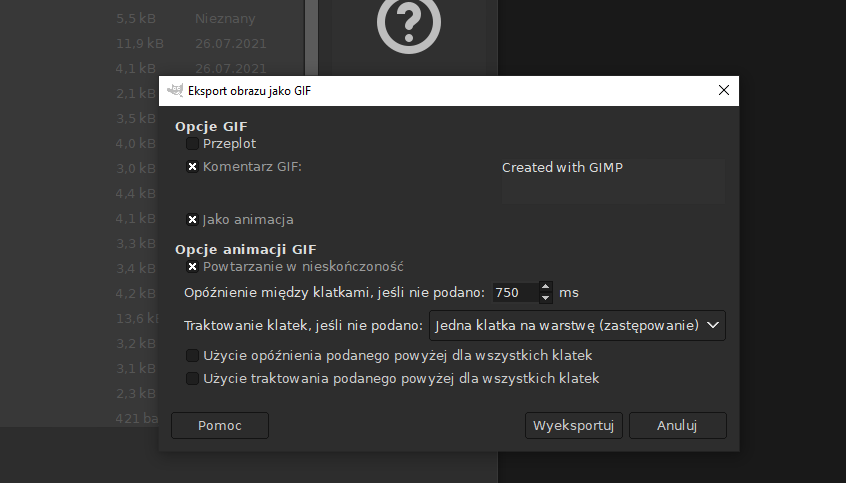 5,5 kB Nieznany
11,9 kB 26.07.2021
4,1 kB 26.07.2021
2,1 kB
3,5 kB
4,0 kB
3,0 kB
4,4 kB
4,1 kB
3,3 kB
3,4 kB
4,2 kB
13,6
3,2 kB
3,1 kB
2,3 kB
421
Eksport obrazu jako GIF
Opcje GIF
Przeplot
Komentarz GIF: Created with GIMP
Jako animacja
Opcje animacji GIF
Powtarzanie w nieskończoność
Opóźnienie między klatkami, jeśli nie podano: 750 ms
Traktowanie klatek, jeśli nie podano: Jedna klatka na warstwę (zastępowanie)
Użycie opóźnienia podanego powyżej dla wszystkich klatek
Użycie traktowania podanego powyżej dla wszystkich klatek
Pomoc Wyeksportuj Anuluj